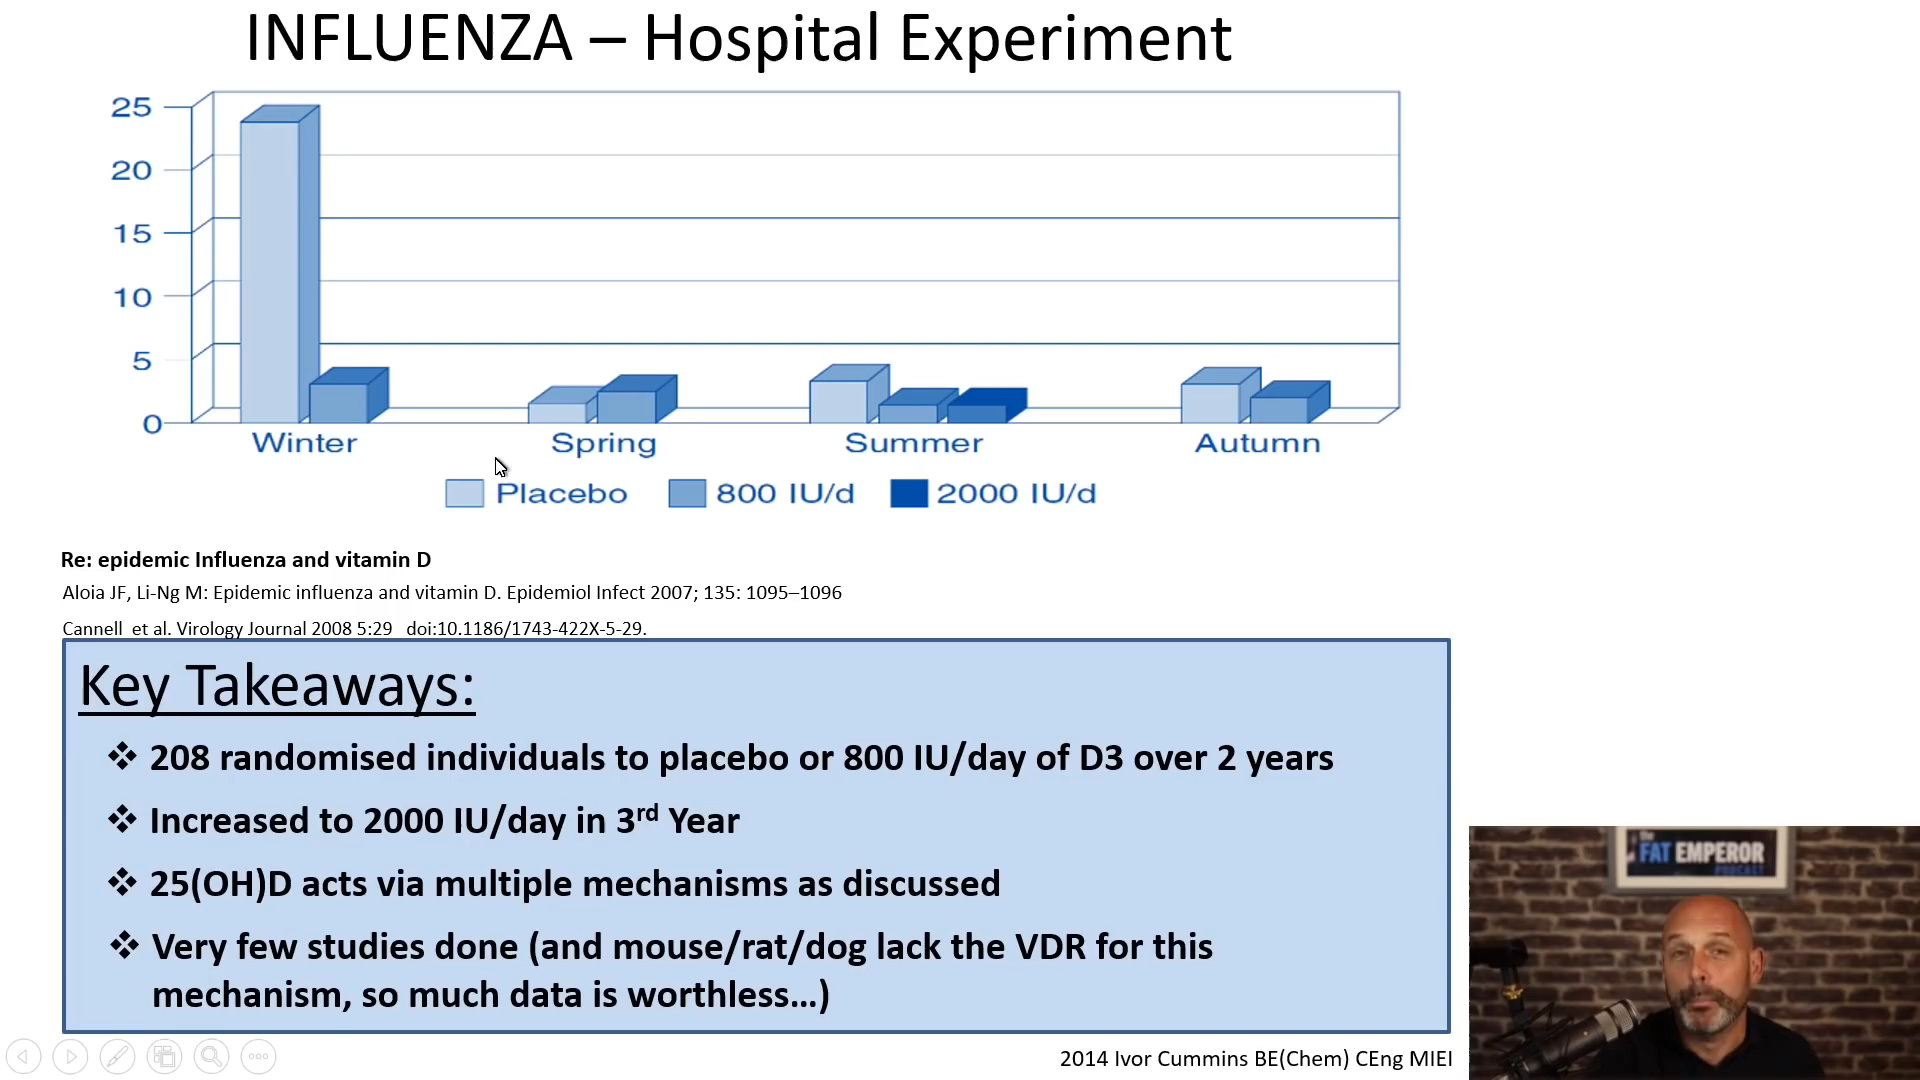 INFLUENZA – Hospital Experiment
25
20
15
10
5
0
Winter Spring Summer Autumn
Placebo 800 IU/d 2000 IU/d
Re: epidemic Influenza and vitamin D
Aloia JF, Li-Ng M: Epidemic influenza and vitamin D. Epidemiol Infect 2007; 135: 1095–1096
Cannell et al. Virology Journal 2008 5:29 doi:10.1186/1743-422X-5-29.
Key Takeaways:
❖ 208 randomised individuals to placebo or 800 IU/day of D3 over 2 years
❖ Increased to 2000 IU/day in 3rd Year
❖ 25(OH)D acts via multiple mechanisms as discussed
❖ Very few studies done (and mouse/rat/dog lack the VDR for this
mechanism, so much data is worthless…)
the
FAT EMPEROR
PODCAST
2014 Ivor Cummins BE(Chem) CEng MIEI